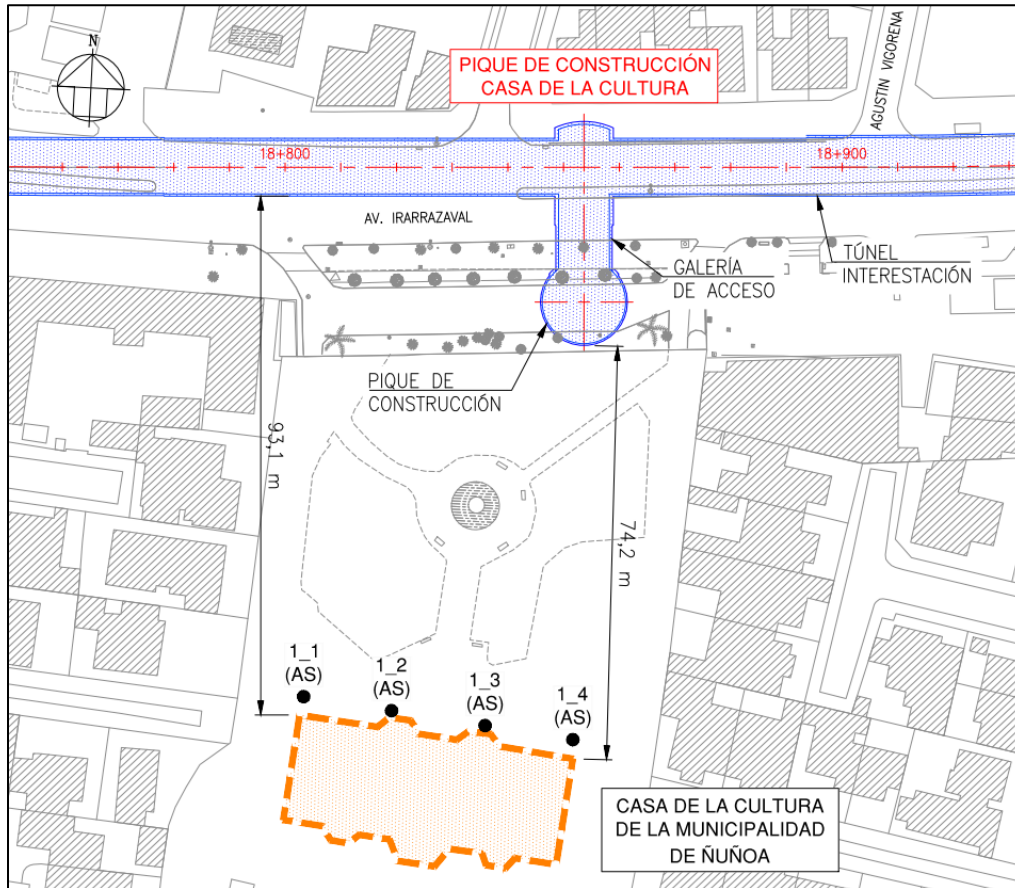 N
PIQUE DE CONSTRUCCIÓN
CASA DE LA CULTURA
AGUSTIN VIGORENA
18+800
18+900
AV. IRARRAZAVAL
GALERÍA
DE ACCESO
TÚNEL
INTERESTACIÓN
PIQUE DE
CONSTRUCCIÓN
93,1 m
74,2 m
1_1
(AS)
1_2
(AS)
1_3
(AS)
1_4
(AS)
CASA DE LA CULTURA
DE LA MUNICIPALIDAD
DE ÑUÑOA